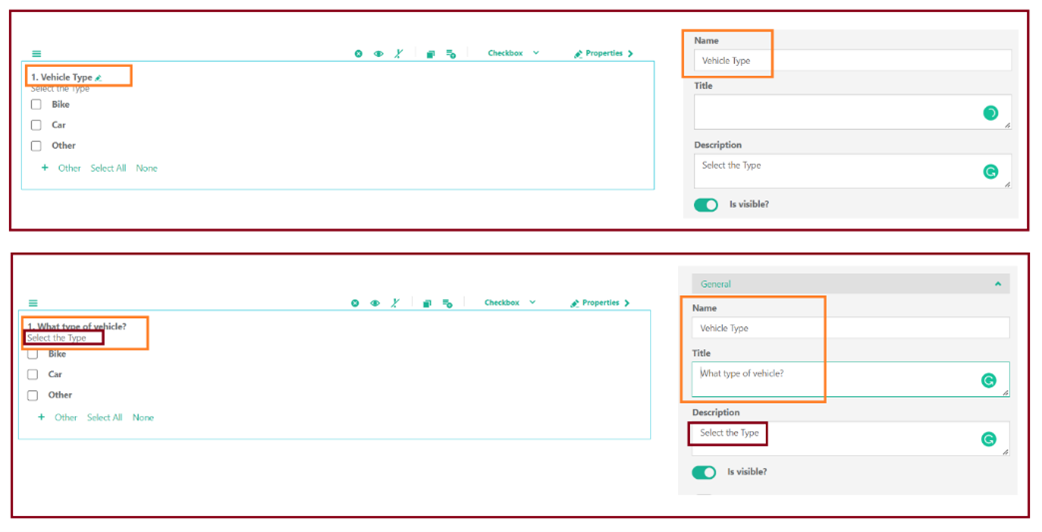 Checkbox
Properties
1. Vehicle Type
Select the Type
Bike
Car
Other
+ Other Select All None
Name
Vehicle Type
Title
Description
Select the Type
Is visible?
Checkbox
Properties
1. What type of vehicle?
Select the Type
Bike
Car
Other
+ Other Select All None
General
Name
Vehicle Type
Title
What type of vehicle?
Description
Select the Type
Is visible?